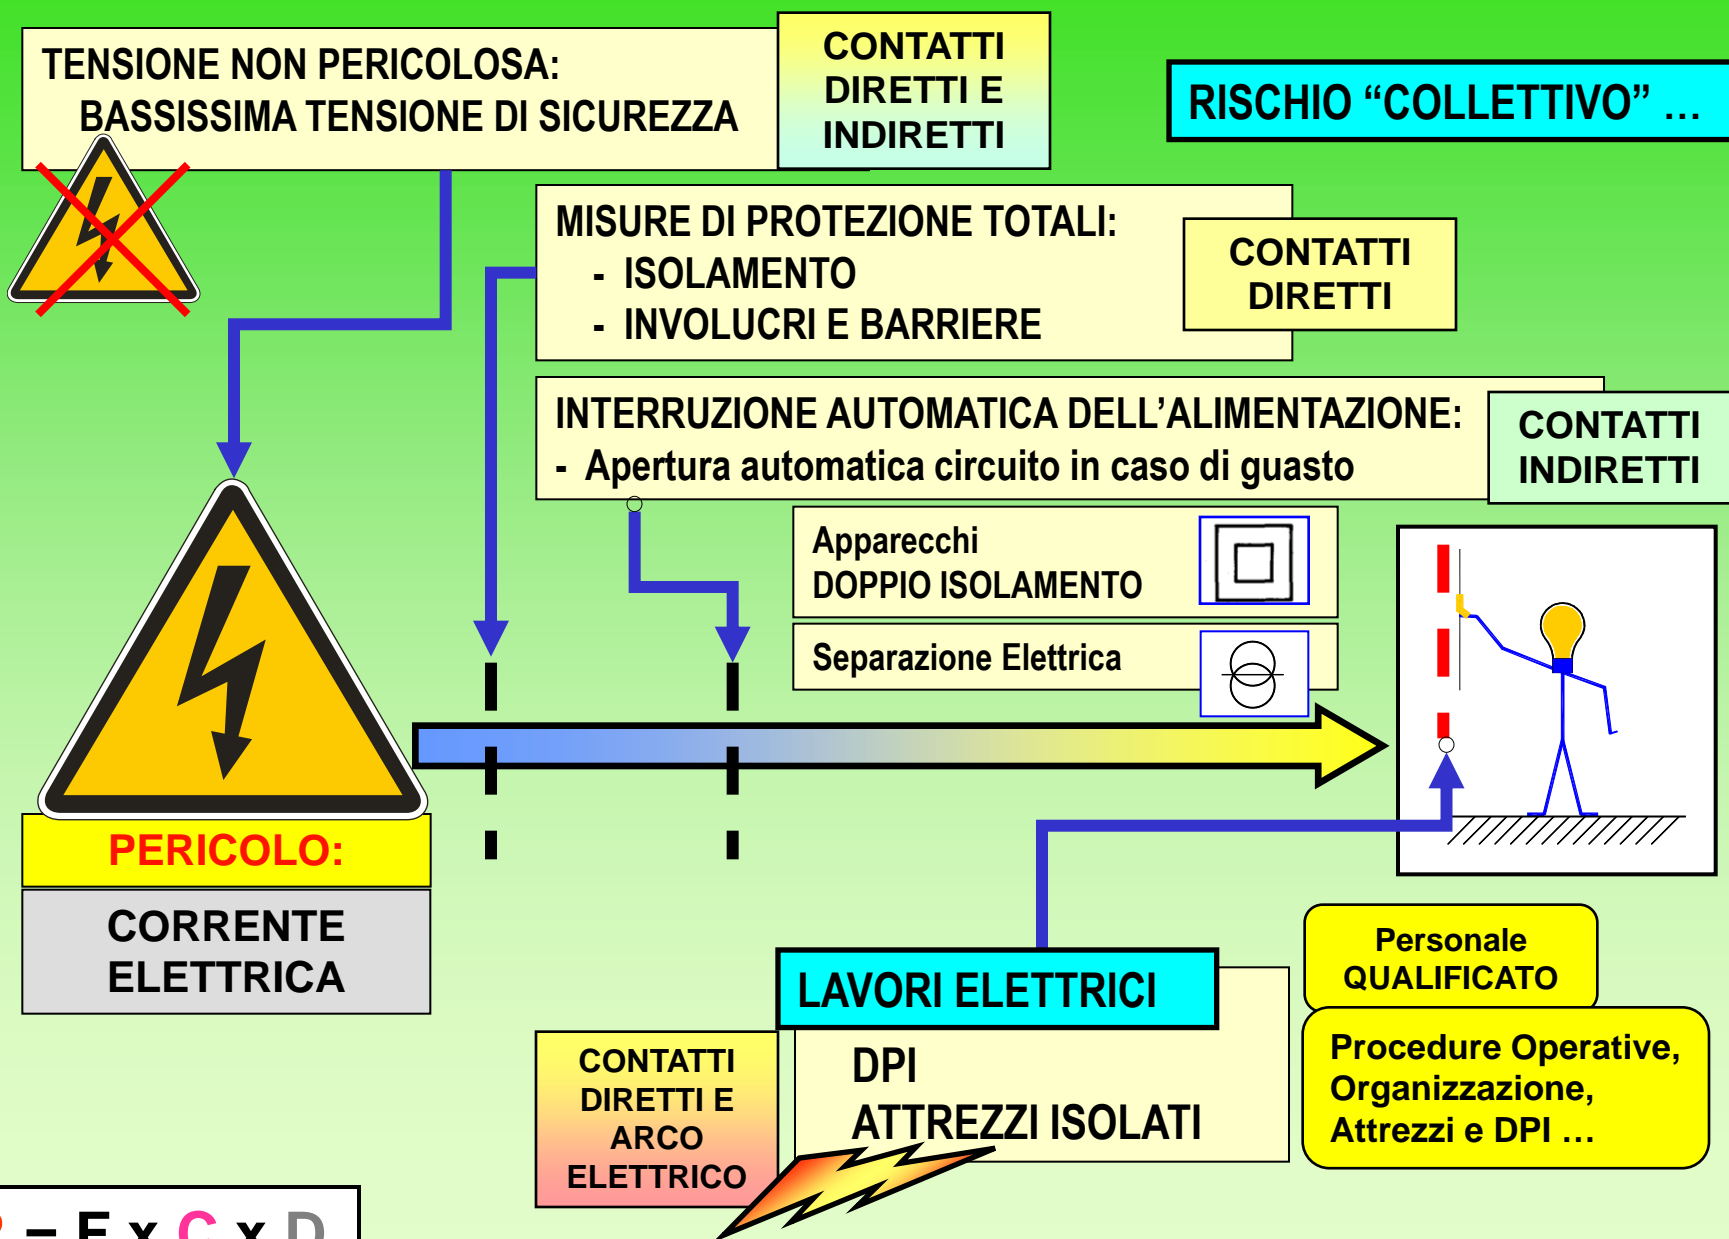 TENSIONE NON PERICOLOSA:
BASSISSIMA TENSIONE DI SICUREZZA
CONTATTI
DIRETTI E
INDIRETTI
RISCHIO “COLLETTIVO” …
MISURE DI PROTEZIONE TOTALI:
- ISOLAMENTO
- INVOLUCRI E BARRIERE
CONTATTI
DIRETTI
INTERRUZIONE AUTOMATICA DELL’ALIMENTAZIONE:
- Apertura automatica circuito in caso di guasto
CONTATTI
INDIRETTI
Apparecchi
DOPPIO ISOLAMENTO
Separazione Elettrica
PERICOLO:
CORRENTE
ELETTRICA
LAVORI ELETTRICI
DPI
ATTREZZI ISOLATI
CONTATTI
DIRETTI E
ARCO
ELETTRICO
Personale
QUALIFICATO
Procedure Operative,
Organizzazione,
Attrezzi e DPI …
= F x C x D